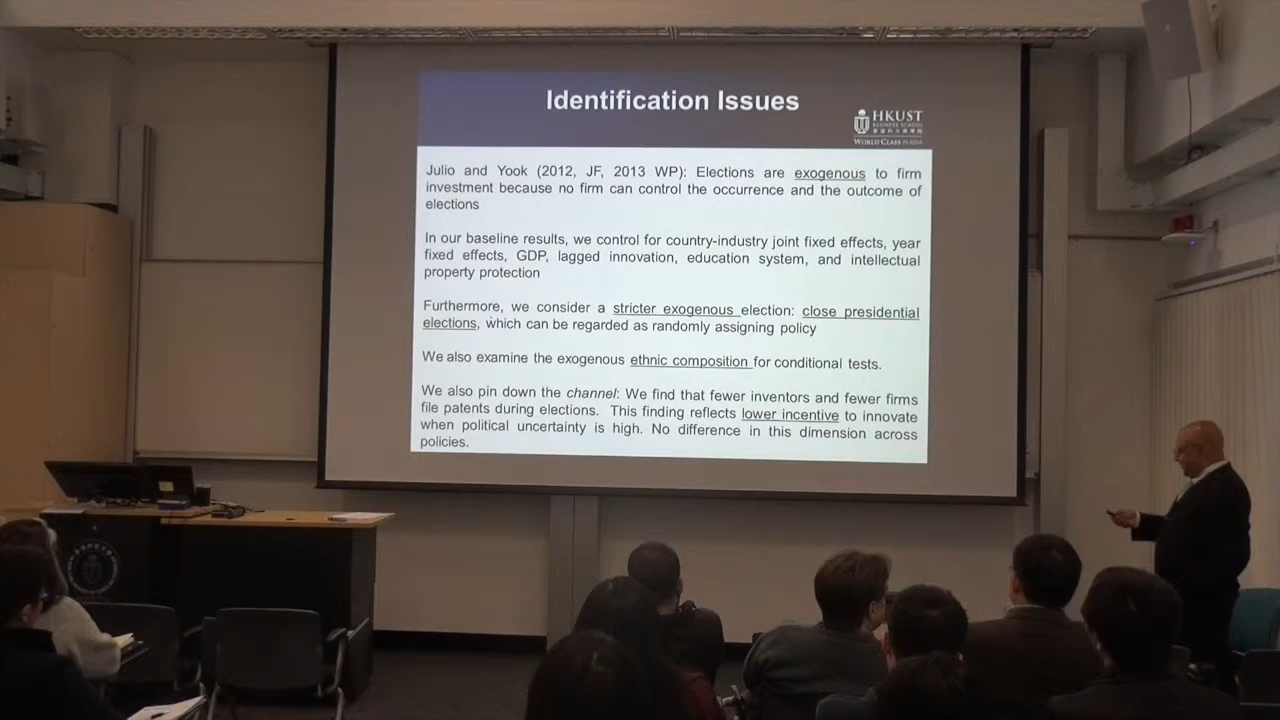 Identification Issues
HKUST
BUSINESS SCHOOL
WORLD CLASS IN ASIA
Julio and Yook (2012, JF, 2013 WP): Elections are exogenous to firm
investment because no firm can control the occurrence and the outcome of
elections
In our baseline results, we control for country-industry joint fixed effects, year
fixed effects, GDP, lagged innovation, education system, and intellectual
property protection
Furthermore, we consider a stricter exogenous election: close presidential
elections, which can be regarded as randomly assigning policy
We also examine the exogenous ethnic composition for conditional tests.
We also pin down the channel: We find that fewer inventors and fewer firms
file patents during elections. This finding reflects lower incentive to innovate
when political uncertainty is high. No difference in this dimension across
policies.